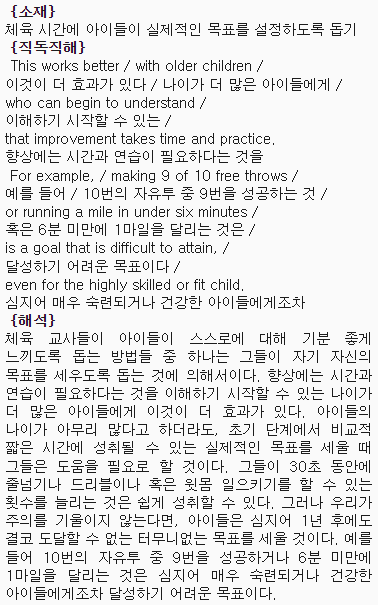 {소재}
체육 시간에 아이들이 실제적인 목표를 설정하도록 돕기
{직독직해}
This works better / with older children /
이것이 더 효과가 있다 / 나이가 더 많은 아이들에게 /
who can begin to understand /
이해하기 시작할 수 있는 /
that improvement takes time and practice.
향상에는 시간과 연습이 필요하다는 것을
For example, / making 9 of 10 free throws /
예를 들어 / 10번의 자유투 중 9번을 성공하는 것 /
or running a mile in under six minutes /
혹은 6분 미만에 1마일을 달리는 것은 /
is a goal that is difficult to attain, /
달성하기 어려운 목표이다 /
even for the highly skilled or fit child.
심지어 매우 숙련되거나 건강한 아이들에게조차
{해석}
체육 교사들이 아이들이 스스로에 대해 기분 좋게
느끼도록 돕는 방법들 중 하나는 그들이 자기 자신의
목표를 세우도록 돕는 것에 의해서이다. 향상에는 시간과
연습이 필요하다는 것을 이해하기 시작할 수 있는 나이가
더 많은 아이들에게 이것이 더 효과가 있다. 아이들의
나이가 아무리 많다고 하더라도, 초기 단계에서 비교적
짧은 시간에 성취될 수 있는 실제적인 목표를 세울 때
그들은 도움을 필요로 할 것이다. 그들이 30초 동안에
줄넘기나 드리블이나 혹은 윗몸 일으키기를 할 수 있는
횟수를 늘리는 것은 쉽게 성취할 수 있다. 그러나 우리가
주의를 기울이지 않는다면, 아이들은 심지어 1년 후에도
결코 도달할 수 없는 터무니없는 목표를 세울 것이다. 예를
들어 10번의 자유투 중 9번을 성공하거나 6분 미만에
1마일을 달리는 것은 심지어 매우 숙련되거나 건강한
아이들에게조차 달성하기 어려운 목표이다.